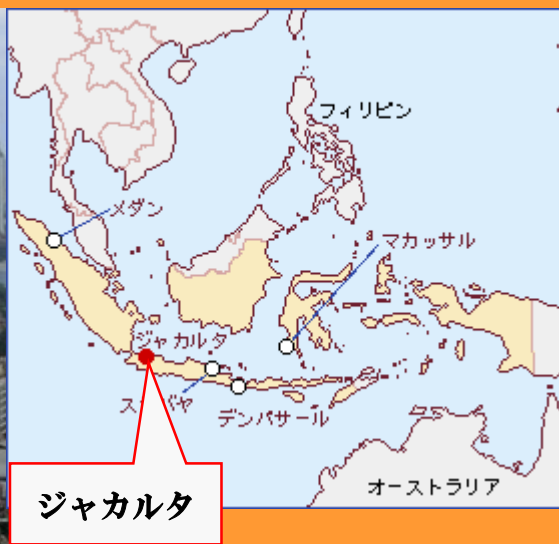 フィリピン
メダン
マカッサル
ジャカルタ
デンパサール
オーストラリア
ジャカルタ